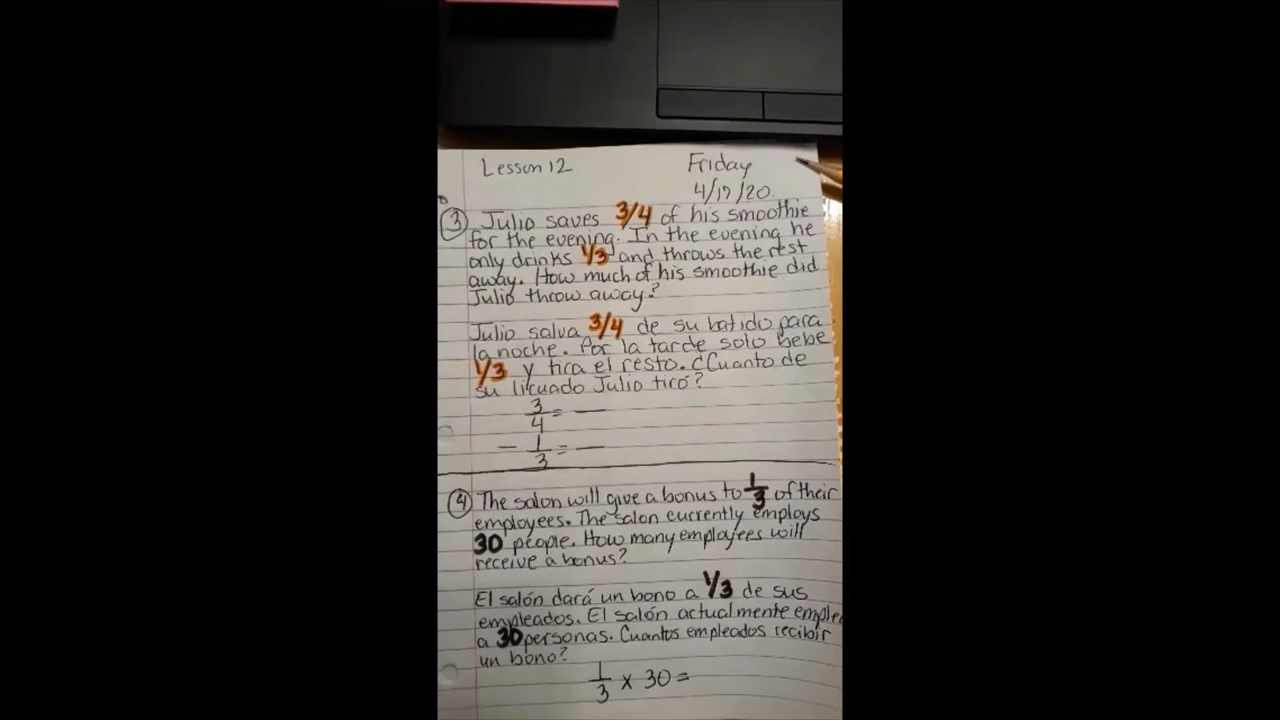 Lesson 12
Friday
4/17/20.
3 Julio saves 3/4 of his smoothie
for the evening. In the evening he
only drinks 1/3 and throws the rest
away. How much of his smoothie did
Julio throw away?
Julio salva 3/4 de su batido para
la noche. Por la tarde solo bebe
1/3 y tira el resto. ¿Cuanto de
su licuado Julio tiró?
3/4 = —
- 1/3 = —
4 The salon will give a bonus to 1/3 of their
employees. The salon currently employs
30 people. How many employees will
receive a bonus?
El salón dará un bono a 1/3 de sus
empleados. El salón actualmente emplea
a 30 personas. Cuantos empleados recibir
un bono?
1/3 x 30 =